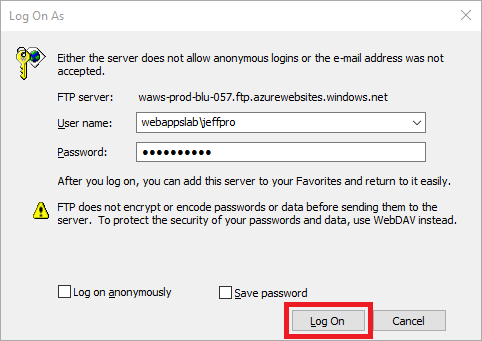 Log On As
Either the server does not allow anonymous logins or the e-mail address was not
accepted.
FTP server: waws-prod-blu-057.ftp.azurewebsites.windows.net
User name: webappslab\jeffpro
Password: ●●●●●●●●●●
After you log on, you can add this server to your Favorites and return to it easily.
FTP does not encrypt or encode passwords or data before sending them to the
server. To protect the security of your passwords and data, use WebDAV instead.
Log on anonymously Save password
Log On Cancel